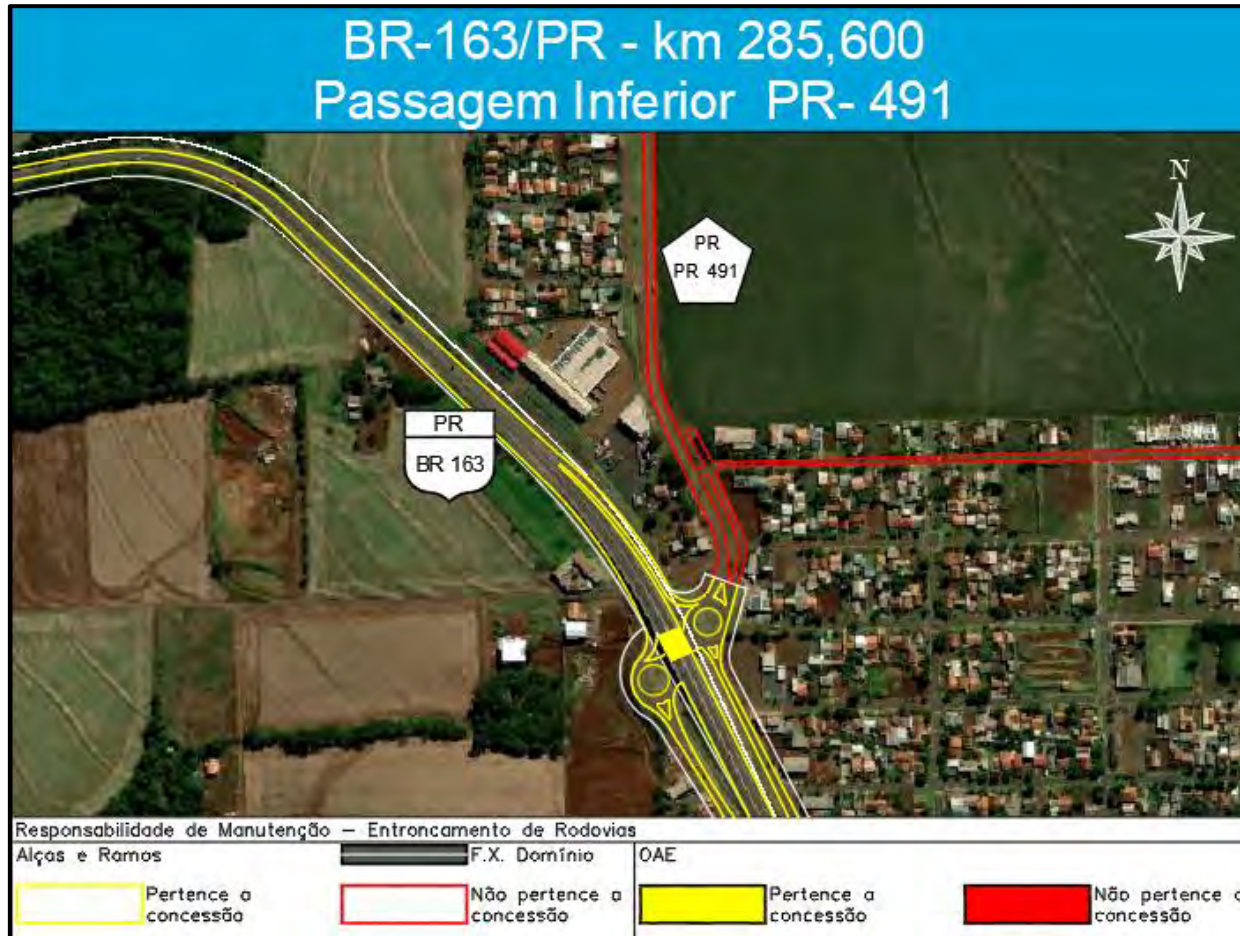 BR-163/PR - km 285,600
Passagem Inferior PR- 491
N
PR
PR 491
PR
BR 163
Responsabilidade de Manutenção – Entroncamento de Rodovias
Alças e Ramos
F.X. Domínio
OAE
Pertence a
concessão
Não pertence a
concessão
Pertence a
concessão
Não pertence a
concessão